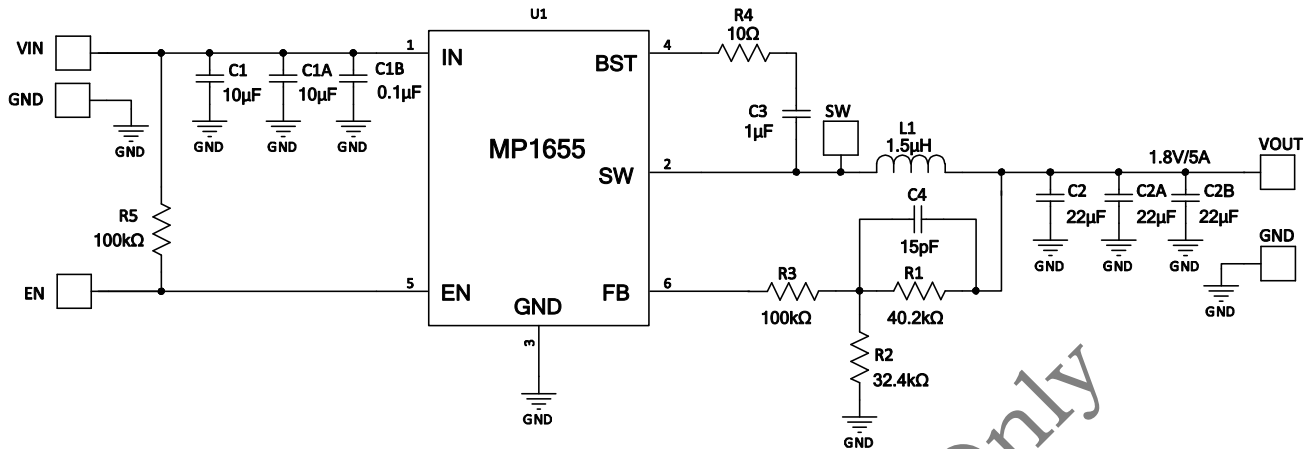 U1
VIN
GND
GND
C1
10µF
GND
C1A
10µF
GND
C1B
0.1µF
GND
1
IN
BST
4
R4
10Ω
C3
1µF
SW
MP1655
SW
2
L1
1.5µH
1.8V/5A
VOUT
C2
22µF
GND
C2A
22µF
GND
C2B
22µF
GND
GND
GND
R5
100kΩ
C4
15pF
EN
5
EN
GND
3
GND
FB
6
R3
100kΩ
R1
40.2kΩ
R2
32.4kΩ
GND
Only